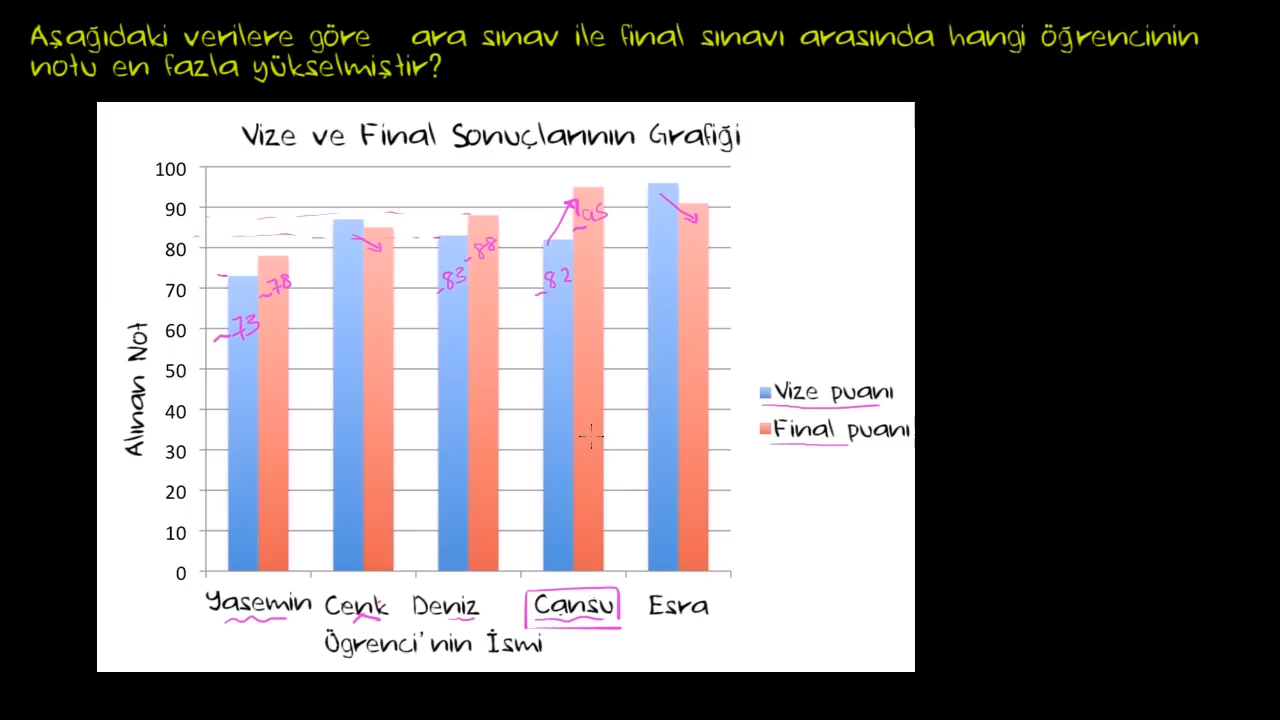 Aşağıdaki verilere göre ara sınav ile final sınavı arasında hangi öğrencinin
notu en fazla yükselmiştir?
Vize ve Final Sonuçlarının Grafiği
100
90
80
70
60
50
40
30
20
10
0
Alınan Not
~73
~78
~83
~88
~82
~95
Vize puanı
Final puanı
Yasemin Cenk Deniz Cansu Esra
Öğrenci'nin İsmi